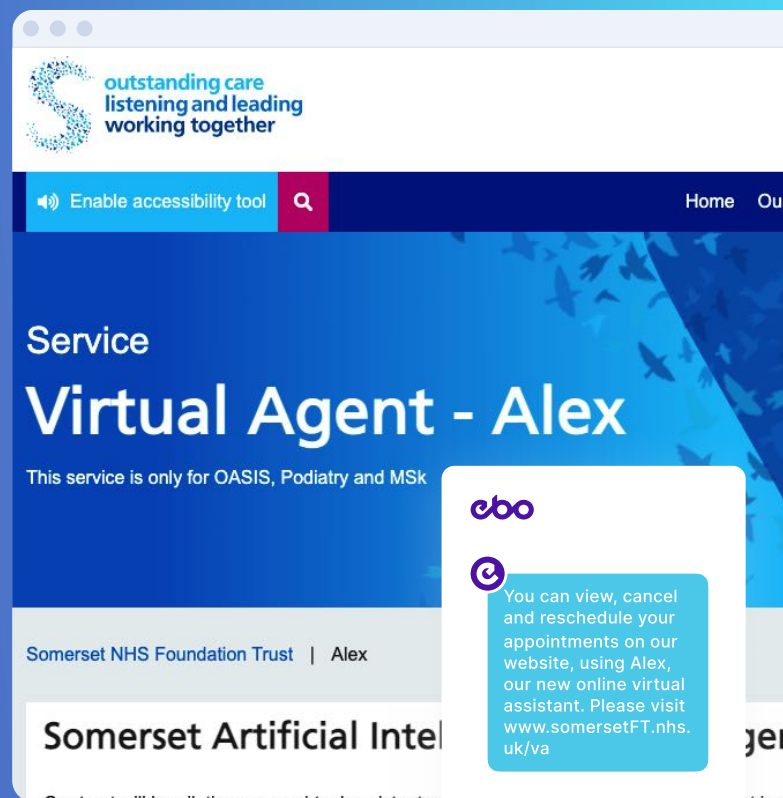 outstanding care
listening and leading
working together
Enable accessibility tool
Home
Service
Virtual Agent - Alex
This service is only for OASIS, Podiatry and MSk
ebo
You can view, cancel
and reschedule your
appointments on our
website, using Alex,
our new online virtual
assistant. Please visit
www.somersetFT.nhs.
uk/va
Somerset NHS Foundation Trust | Alex
Somerset Artificial